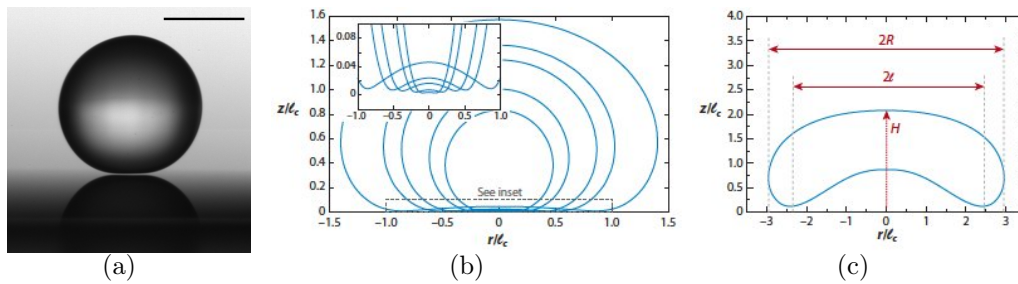 1.6
1.4
1.2
1.0
0.8
0.6
0.4
0.2
0
z/ℓc
0.08
0.04
0
−1.0 −0.5 0 0.5 1.0
See inset
−1.5 −1.0 −0.5 0 0.5 1.0 1.5
r/ℓc
4.0
3.5
3.0
2.5
2.0
1.5
1.0
0.5
0
z/ℓc
2R
2ℓ
H
−3 −2 −1 0 1 2 3
r/ℓc
(a) (b) (c)